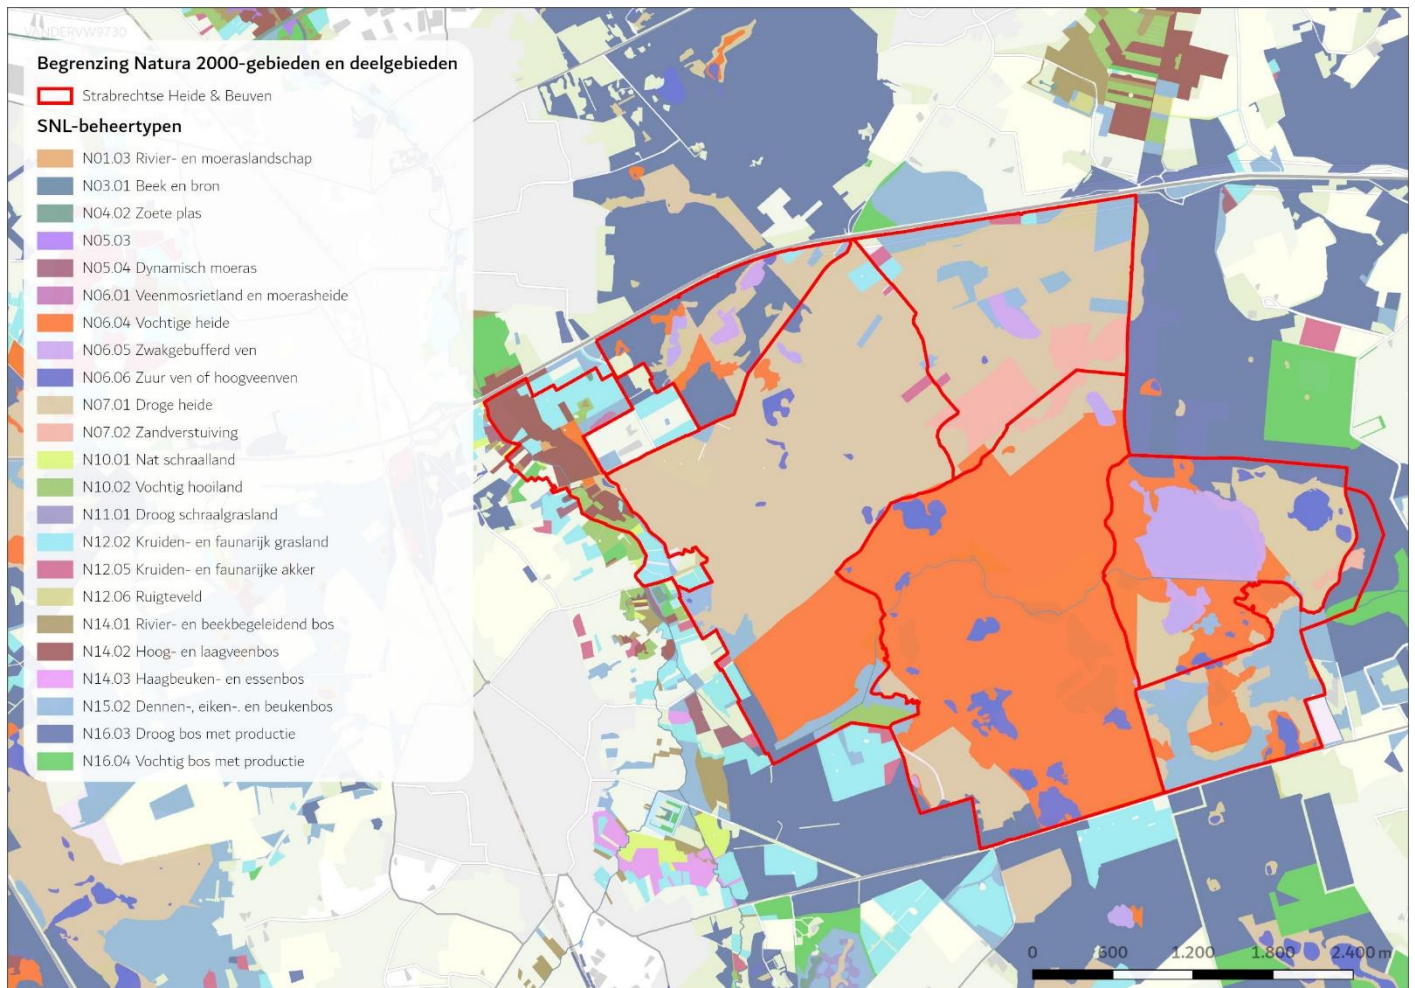 VANDERVW9730
Begrenzing Natura 2000-gebieden en deelgebieden
Strabrechtse Heide & Beuven
SNL-beheertypen
N01.03 Rivier- en moeraslandschap
N03.01 Beek en bron
N04.02 Zoete plas
N05.03
N05.04 Dynamisch moeras
N06.01 Veenmosrietland en moerasheide
N06.04 Vochtige heide
N06.05 Zwakgebufferd ven
N06.06 Zuur ven of hoogveenven
N07.01 Droge heide
N07.02 Zandverstuiving
N10.01 Nat schraalland
N10.02 Vochtig hooiland
N11.01 Droog schraalgrasland
N12.02 Kruiden- en faunarijk grasland
N12.05 Kruiden- en faunarijke akker
N12.06 Ruigteveld
N14.01 Rivier- en beekbegeleidend bos
N14.02 Hoog- en laagveenbos
N14.03 Haagbeuken- en essenbos
N15.02 Dennen-, eiken-. en beukenbos
N16.03 Droog bos met productie
N16.04 Vochtig bos met productie
0 600 1.200 1.800 2.400 m